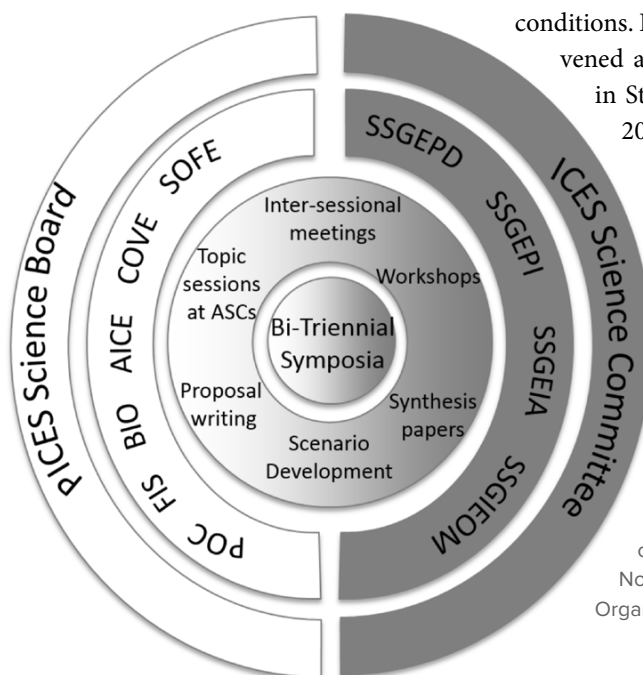 conditions.
vened
in
20
PICES Science Board
SOFE
COVE
AICE
BIO
FIS
POC
ICES Science Committee
SSGEPD
SSGEPI
SSGEIA
SSGIEOM
Inter-sessional
meetings
Topic
sessions
at ASCs
Workshops
Bi-Triennial
Symposia
Proposal
writing
Synthesis
papers
Scenario
Development
No
Orga